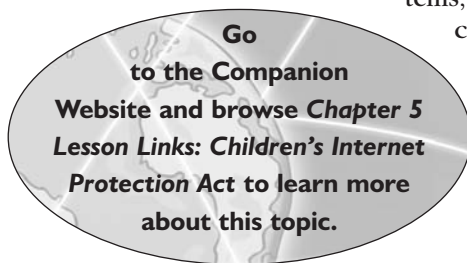 tems,
c
Go
to the Companion
Website and browse Chapter 5
Lesson Links: Children's Internet
Protection Act to learn more
about this topic.